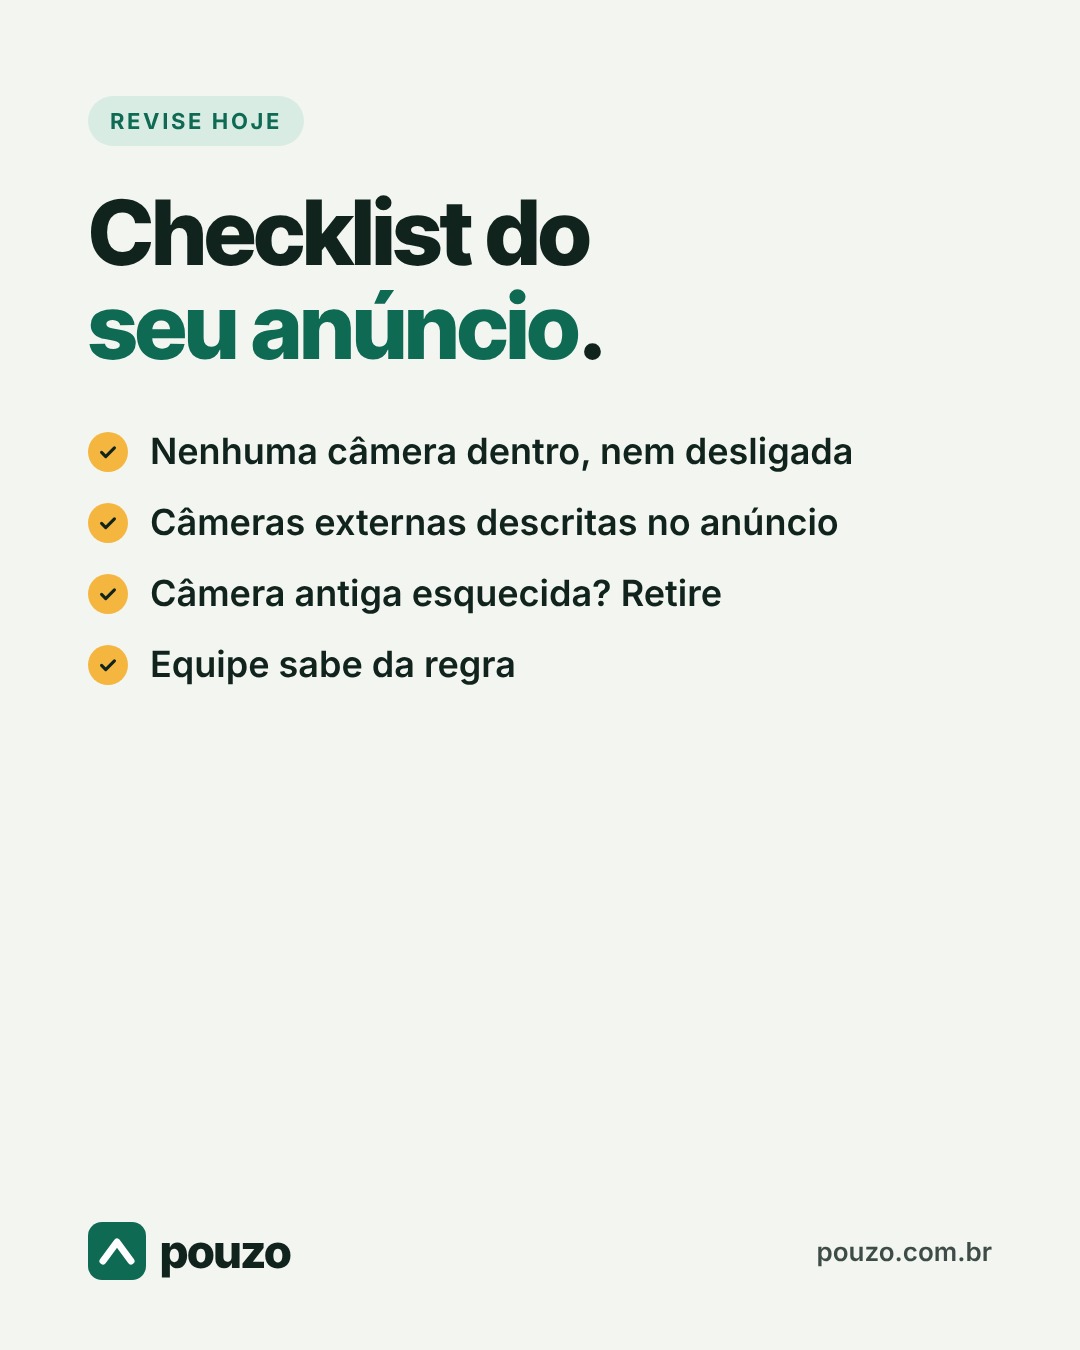 REVISE HOJE
Checklist do
seu anúncio.
Nenhuma câmera dentro, nem desligada
Câmeras externas descritas no anúncio
Câmera antiga esquecida? Retire
Equipe sabe da regra
pouzo
pouzo.com.br